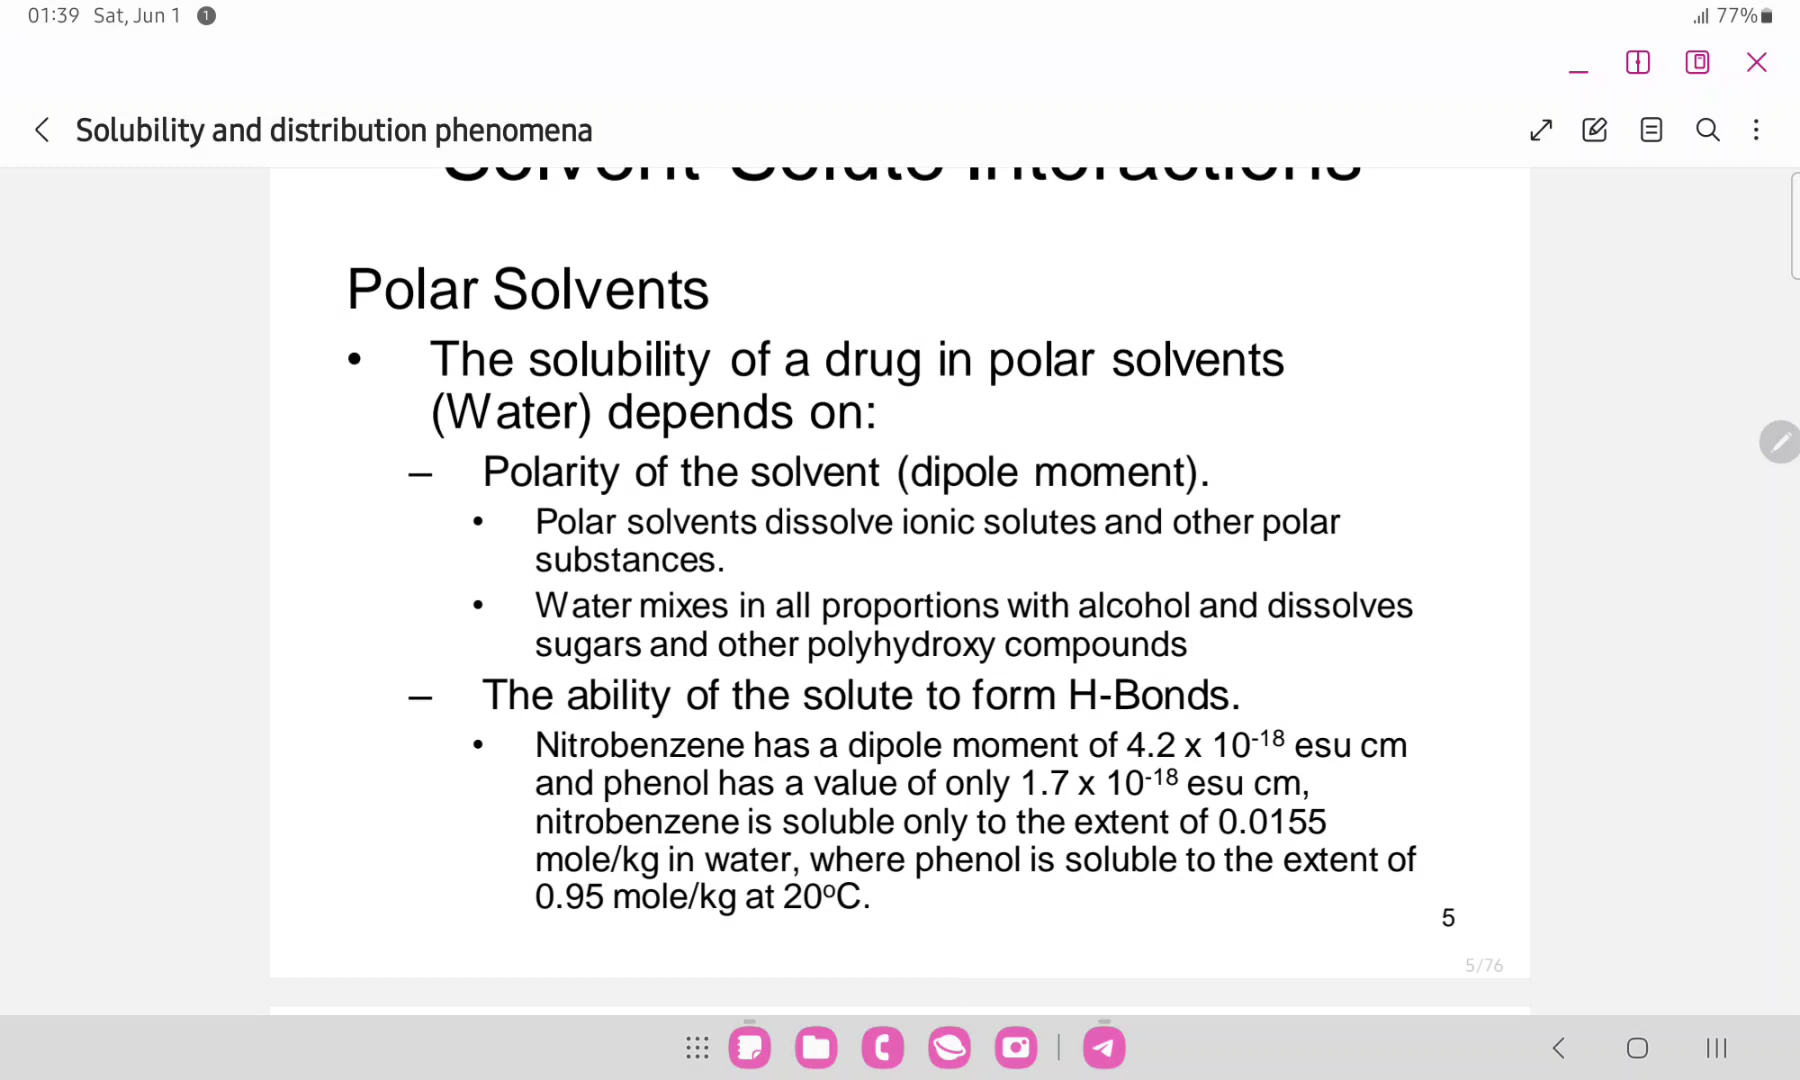 01:39 Sat, Jun 1 1
77%
Solubility and distribution phenomena
Solvent-Solute Interactions
Polar Solvents
• The solubility of a drug in polar solvents
(Water) depends on:
– Polarity of the solvent (dipole moment).
• Polar solvents dissolve ionic solutes and other polar
substances.
• Water mixes in all proportions with alcohol and dissolves
sugars and other polyhydroxy compounds
– The ability of the solute to form H-Bonds.
• Nitrobenzene has a dipole moment of 4.2 x 10⁻¹⁸ esu cm
and phenol has a value of only 1.7 x 10⁻¹⁸ esu cm,
nitrobenzene is soluble only to the extent of 0.0155
mole/kg in water, where phenol is soluble to the extent of
0.95 mole/kg at 20ºC.
5
5/76